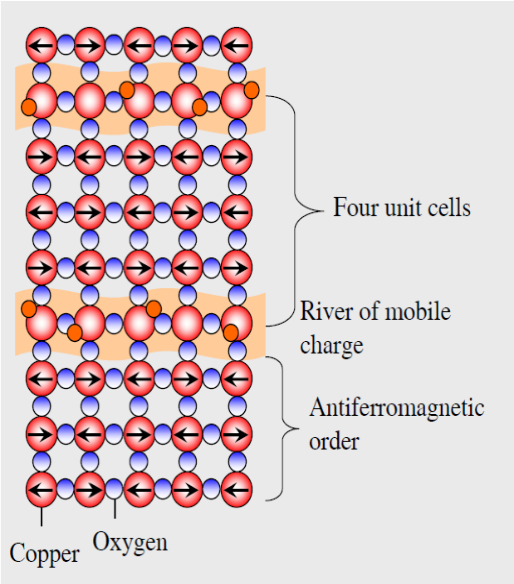 Four unit cells
River of mobile
charge
Antiferromagnetic
order
Copper
Oxygen